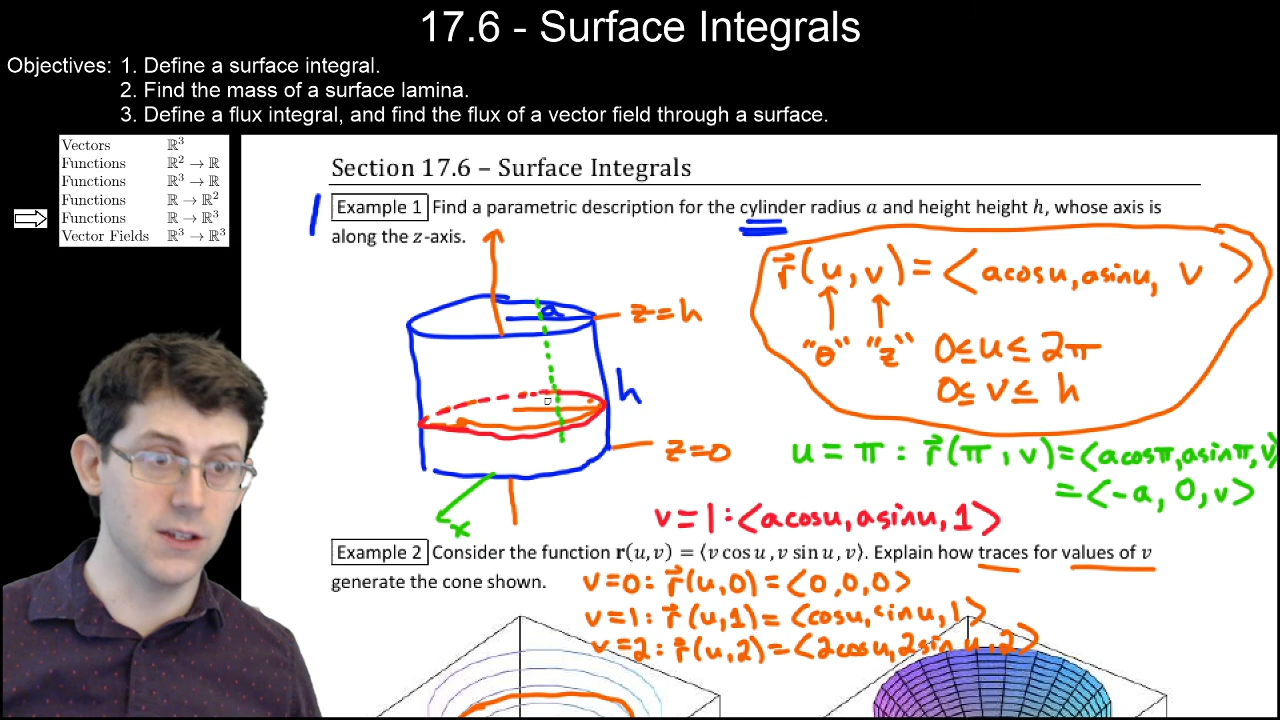 17.6 - Surface Integrals
Objectives: 1. Define a surface integral.
2. Find the mass of a surface lamina.
3. Define a flux integral, and find the flux of a vector field through a surface.
Vectors ℝ³
Functions ℝ² → ℝ
Functions ℝ³ → ℝ
Functions ℝ → ℝ²
Functions ℝ → ℝ³
Vector Fields ℝ³ → ℝ³
Section 17.6 – Surface Integrals
Example 1 Find a parametric description for the cylinder radius a and height height h, whose axis is
along the z-axis.
r⃗(u,v) = <acosu, asinu, v>
"θ" "z" 0≤u≤2π
0≤v≤h
a
z=h
h
z=0
x
u=π: r⃗(π,v)=<acosπ,asinπ,v>
=<-a, 0, v>
v=1:<acosu,asinu,1>
Example 2 Consider the function r(u, v) = ⟨v cos u , v sin u , v⟩. Explain how traces for values of v
generate the cone shown.
v=0: r⃗(u,0)=<0,0,0>
v=1: r⃗(u,1)=<cosu,sinu,1>
v=2: r⃗(u,2)=<2cosu,2sinu,2>